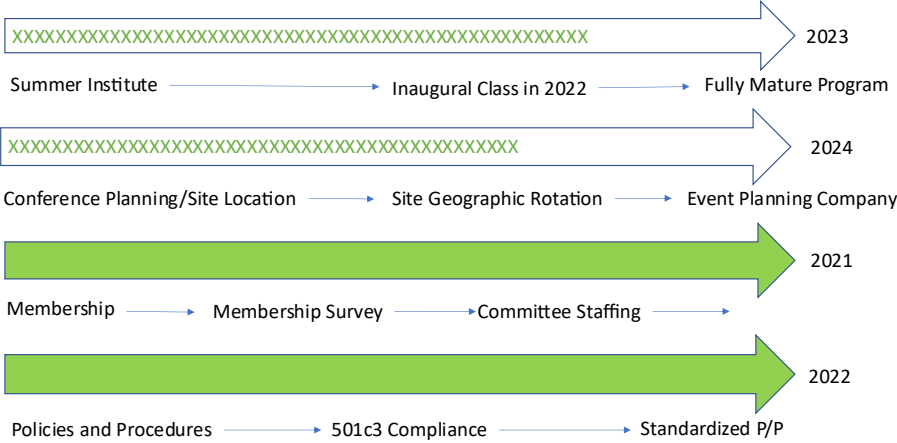 XXXXXXXXXXXXXXXXXXXXXXXXXXXXXXXXXXXXXXXXXXXXXXXXXXXXX 2023
Summer Institute Inaugural Class in 2022 Fully Mature Program
XXXXXXXXXXXXXXXXXXXXXXXXXXXXXXXXXXXXXXXXXXXXXXX 2024
Conference Planning/Site Location Site Geographic Rotation Event Planning Company
2021
Membership Membership Survey Committee Staffing
2022
Policies and Procedures 501c3 Compliance Standardized P/P